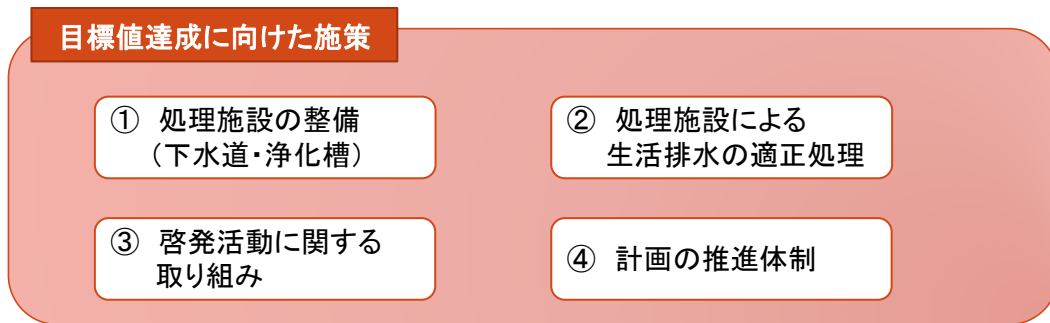 目標値達成に向けた施策
① 処理施設の整備
（下水道・浄化槽）
② 処理施設による
生活排水の適正処理
③ 啓発活動に関する
取り組み
④ 計画の推進体制